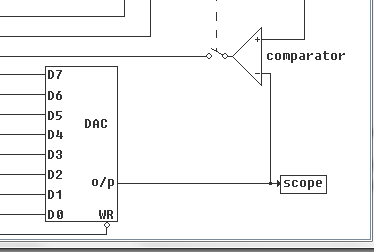 +
comparator
−
D7
D6
D5
DAC
D4
D3
D2
o/p
scope
D1
D0
WR